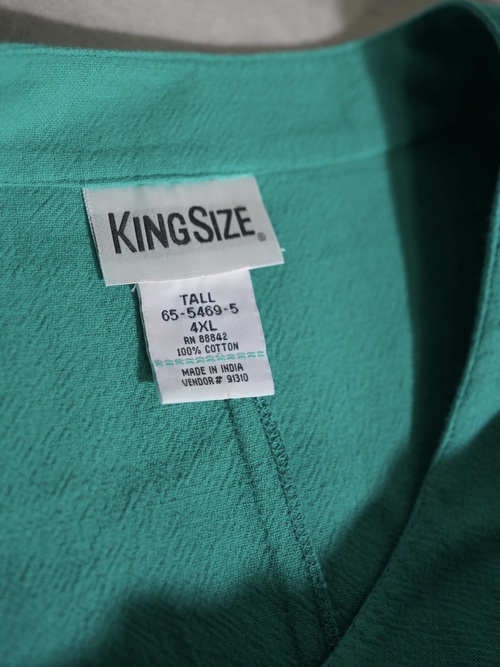 KINGSIZE®
TALL
65-5469-5
4XL
RN 88842
100% COTTON
MADE IN INDIA
VENDOR# 91310